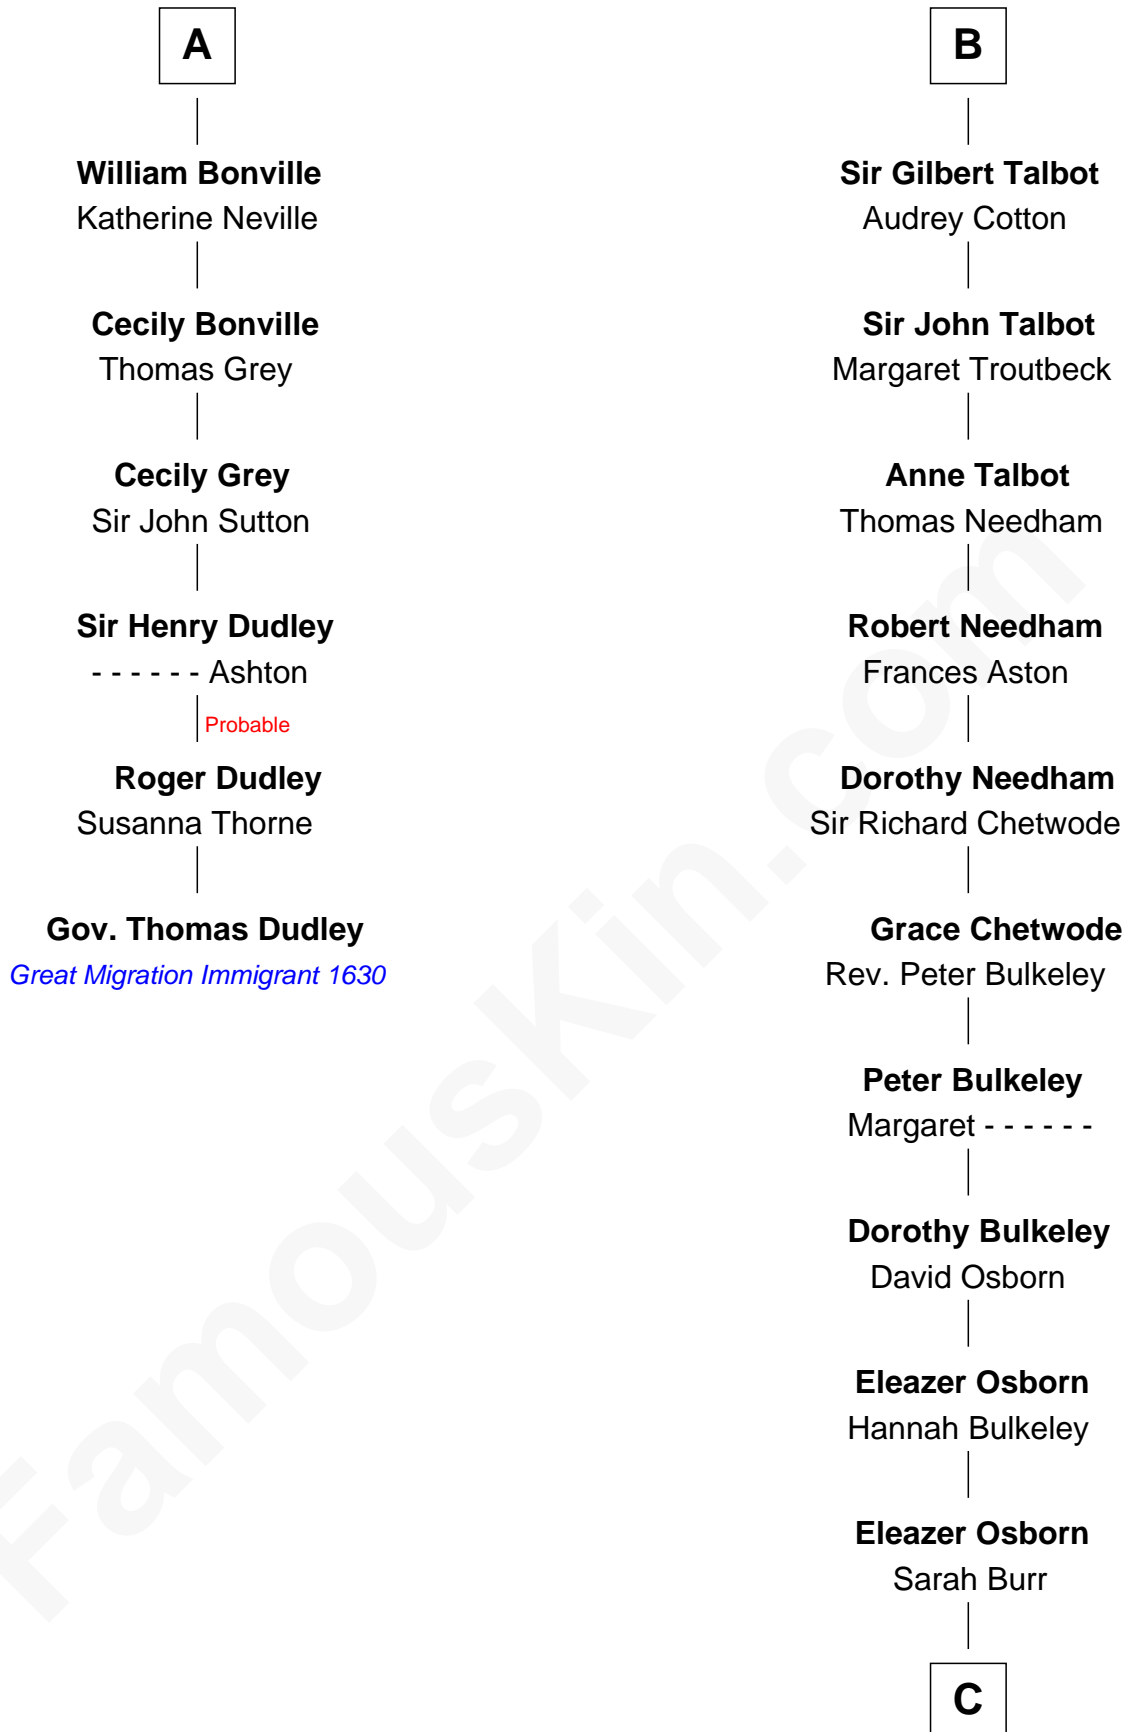 A
William Bonville
Katherine Neville
Cecily Bonville
Thomas Grey
Cecily Grey
Sir John Sutton
Sir Henry Dudley
- - - - - - Ashton
Probable
Roger Dudley
Susanna Thorne
Gov. Thomas Dudley
Great Migration Immigrant 1630
B
Sir Gilbert Talbot
Audrey Cotton
Sir John Talbot
Margaret Troutbeck
Anne Talbot
Thomas Needham
Robert Needham
Frances Aston
Dorothy Needham
Sir Richard Chetwode
Grace Chetwode
Rev. Peter Bulkeley
Peter Bulkeley
Margaret - - - - - -
Dorothy Bulkeley
David Osborn
Eleazer Osborn
Hannah Bulkeley
Eleazer Osborn
Sarah Burr
C
FamousKin.com